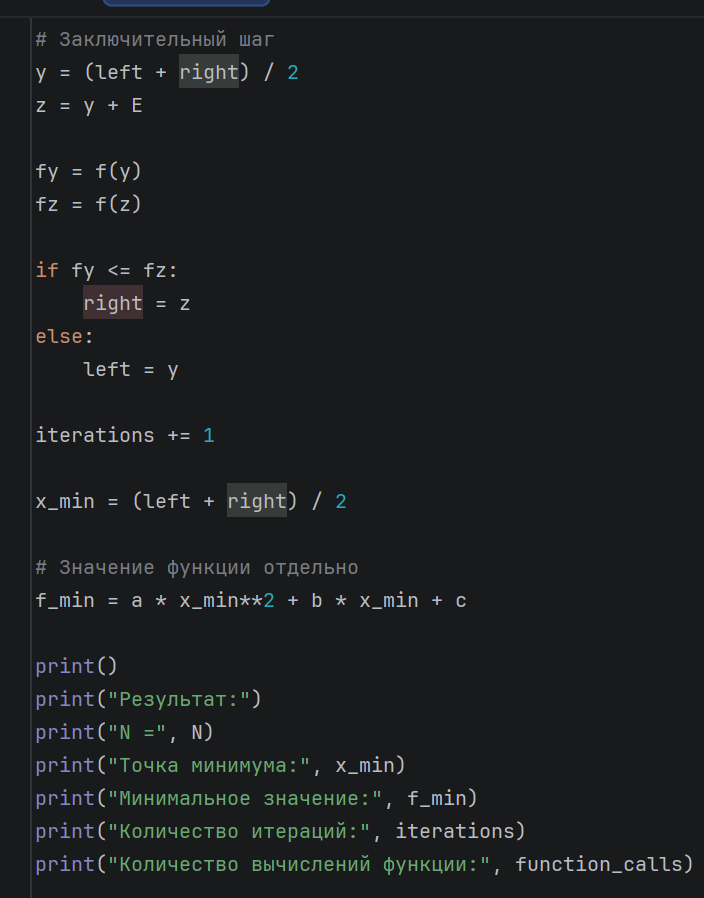 # Заключительный шаг
y = (left + right) / 2
z = y + E
fy = f(y)
fz = f(z)
if fy <= fz:
    right = z
else:
    left = y
iterations += 1
x_min = (left + right) / 2
# Значение функции отдельно
f_min = a * x_min**2 + b * x_min + c
print()
print("Результат:")
print("N =", N)
print("Точка минимума:", x_min)
print("Минимальное значение:", f_min)
print("Количество итераций:", iterations)
print("Количество вычислений функции:", function_calls)